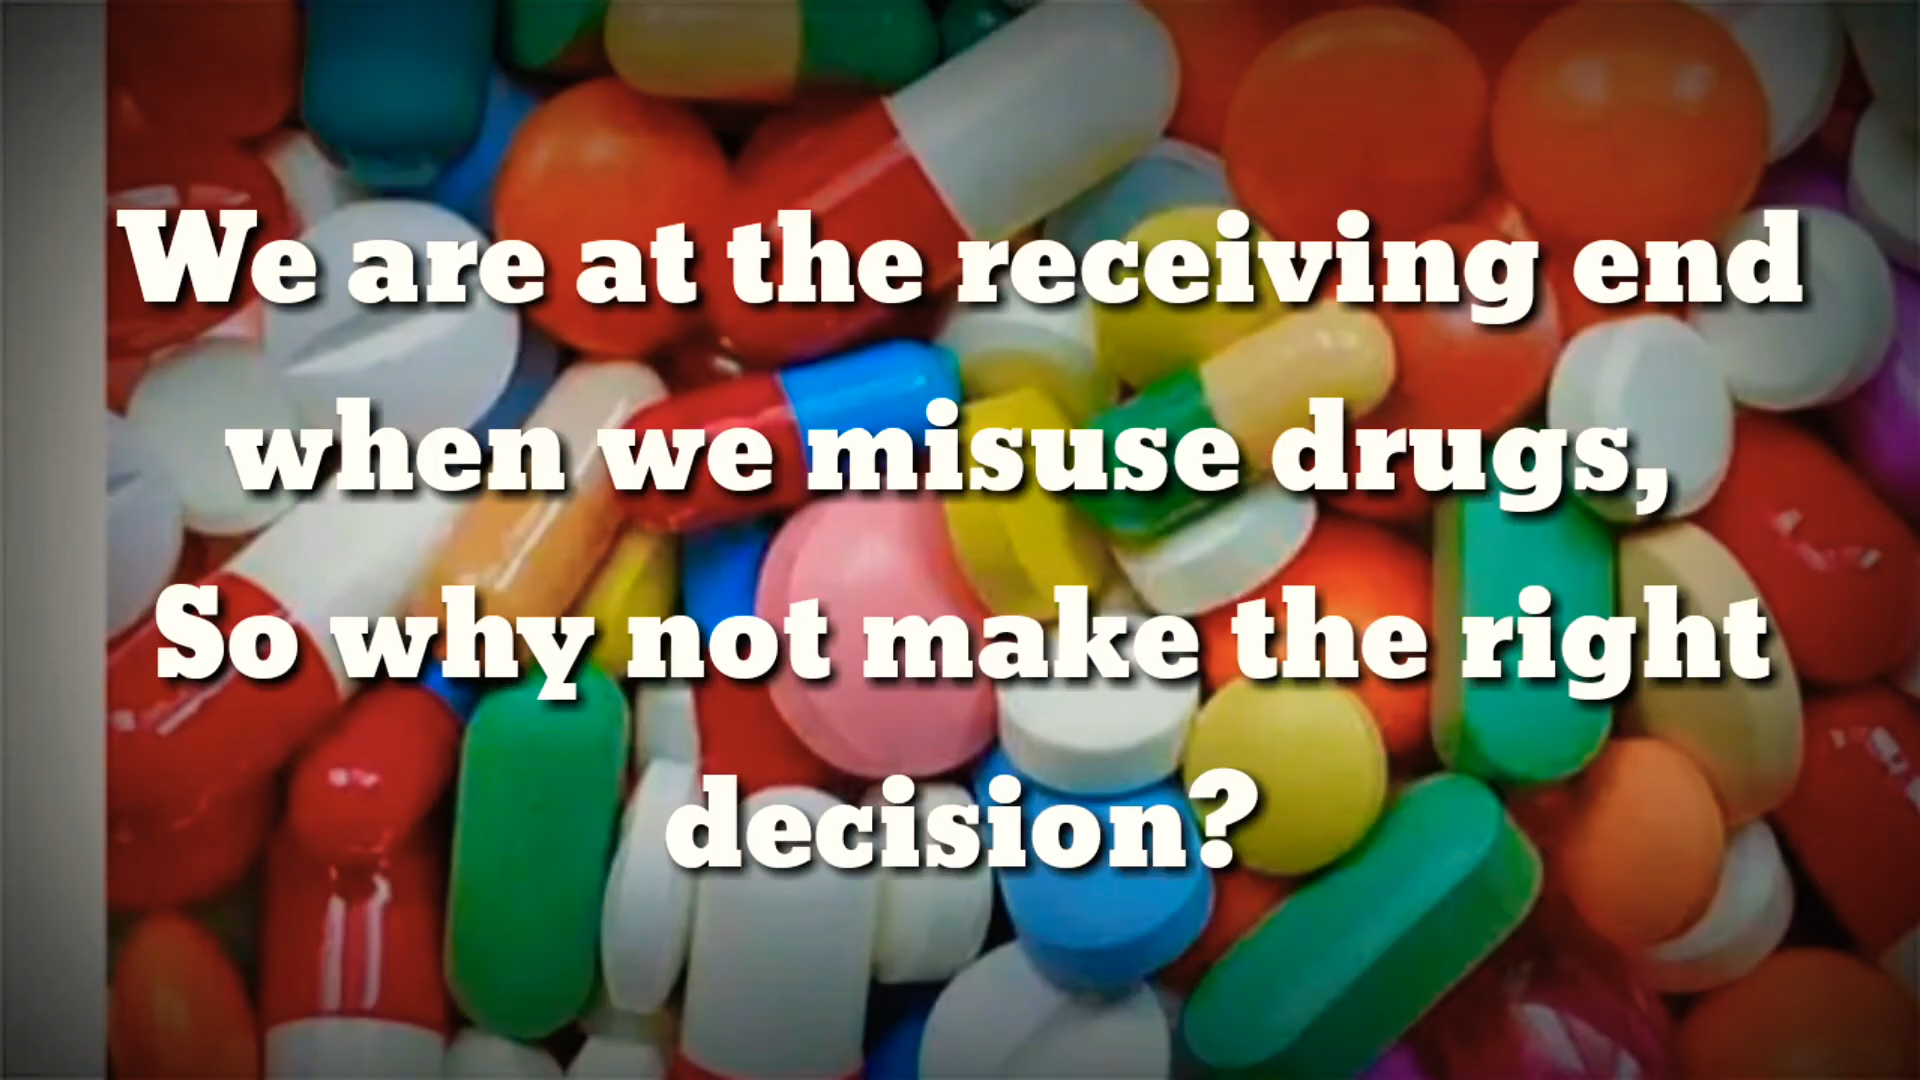 We are at the receiving end
when we misuse drugs,
So why not make the right
decision?